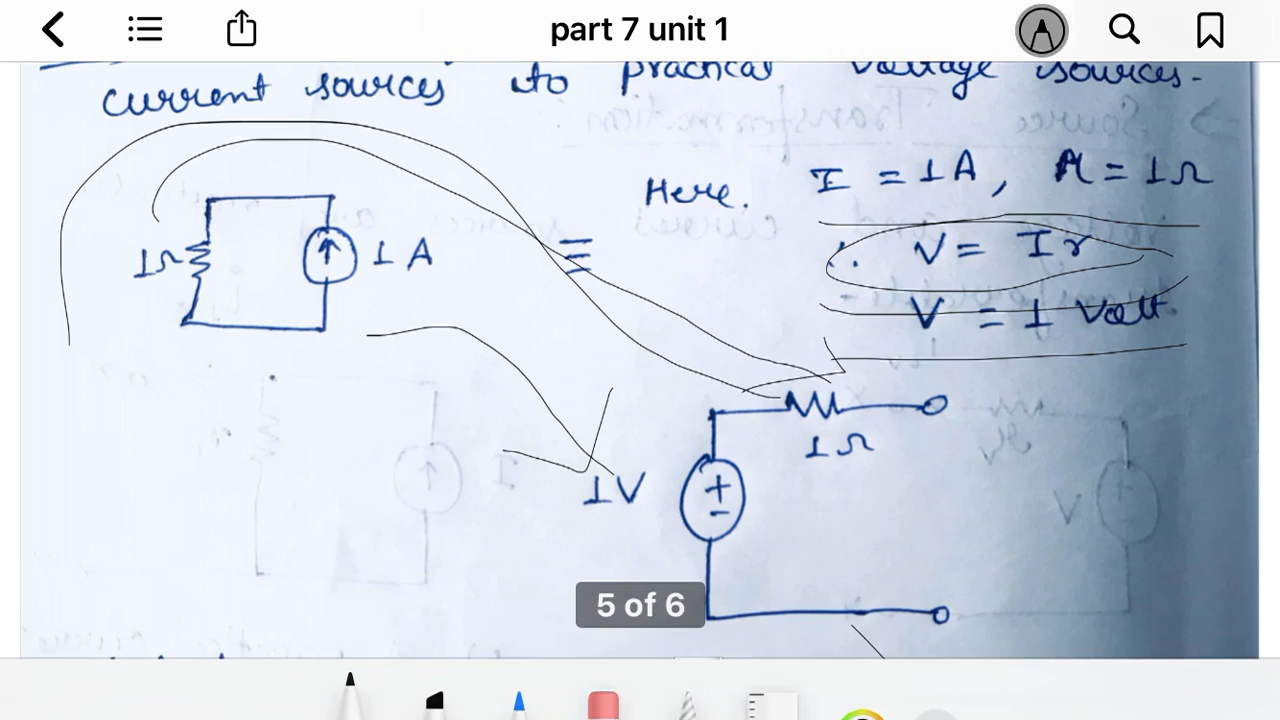 part 7 unit 1
current sources to practical voltage sources.
Here. I = 1A, r = 1Ω
1Ω 1 A ≡ ∴ V = Ir
V = 1 Volt.
1Ω
1V + -
5 of 6